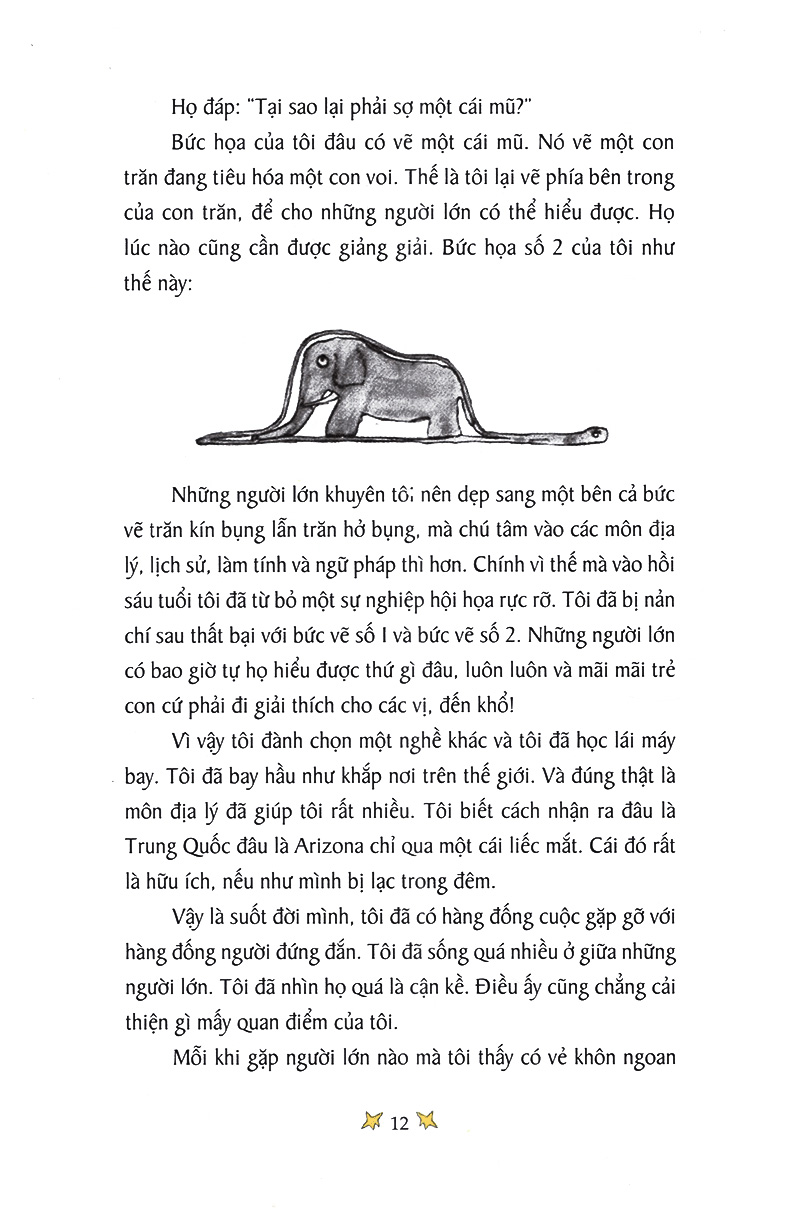 Họ đáp: "Tại sao lại phải sợ một cái mũ?"
Bức họa của tôi đâu có vẽ một cái mũ. Nó vẽ một con
trăn đang tiêu hóa một con voi. Thế là tôi lại vẽ phía bên trong
của con trăn, để cho những người lớn có thể hiểu được. Họ
lúc nào cũng cần được giảng giải. Bức họa số 2 của tôi như
thế này:
Những người lớn khuyên tôi nên dẹp sang một bên cả bức
vẽ trăn kín bụng lẫn trăn hở bụng, mà chú tâm vào các môn địa
lý, lịch sử, làm tính và ngữ pháp thì hơn. Chính vì thế mà vào hồi
sáu tuổi tôi đã từ bỏ một sự nghiệp hội họa rực rỡ. Tôi đã bị nản
chí sau thất bại với bức vẽ số 1 và bức vẽ số 2. Những người lớn
có bao giờ tự họ hiểu được thứ gì đâu, luôn luôn và mãi mãi trẻ
con cứ phải đi giải thích cho các vị, đến khổ!
Vì vậy tôi đành chọn một nghề khác và tôi đã học lái máy
bay. Tôi đã bay hầu như khắp nơi trên thế giới. Và đúng thật là
môn địa lý đã giúp tôi rất nhiều. Tôi biết cách nhận ra đâu là
Trung Quốc đâu là Arizona chỉ qua một cái liếc mắt. Cái đó rất
là hữu ích, nếu như mình bị lạc trong đêm.
Vậy là suốt đời mình, tôi đã có hàng đống cuộc gặp gỡ với
hàng đống người đứng đắn. Tôi đã sống quá nhiều ở giữa những
người lớn. Tôi đã nhìn họ quá là cận kề. Điều ấy cũng chẳng cải
thiện gì mấy quan điểm của tôi.
Mỗi khi gặp người lớn nào mà tôi thấy có vẻ khôn ngoan
12